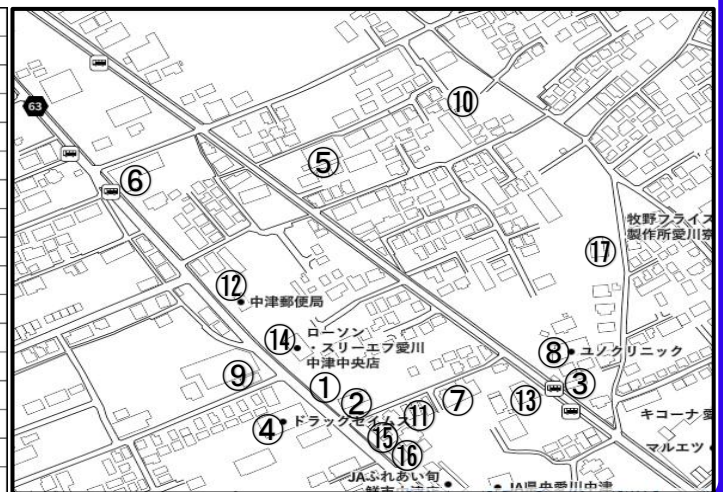 63
⑩
⑤
⑥
牧野フライス
製作所愛川寮
⑰
⑫
中津郵便局
⑭
ローソン
・スリーエフ愛川
中津中央店
⑧
ユノクリニック
⑨
①
②
③
⑦
⑬
⑪
キコーナ愛
④
ドラッグセイムス
⑮
⑯
マルエツ
JAふれあい旬
JA県央愛川中津